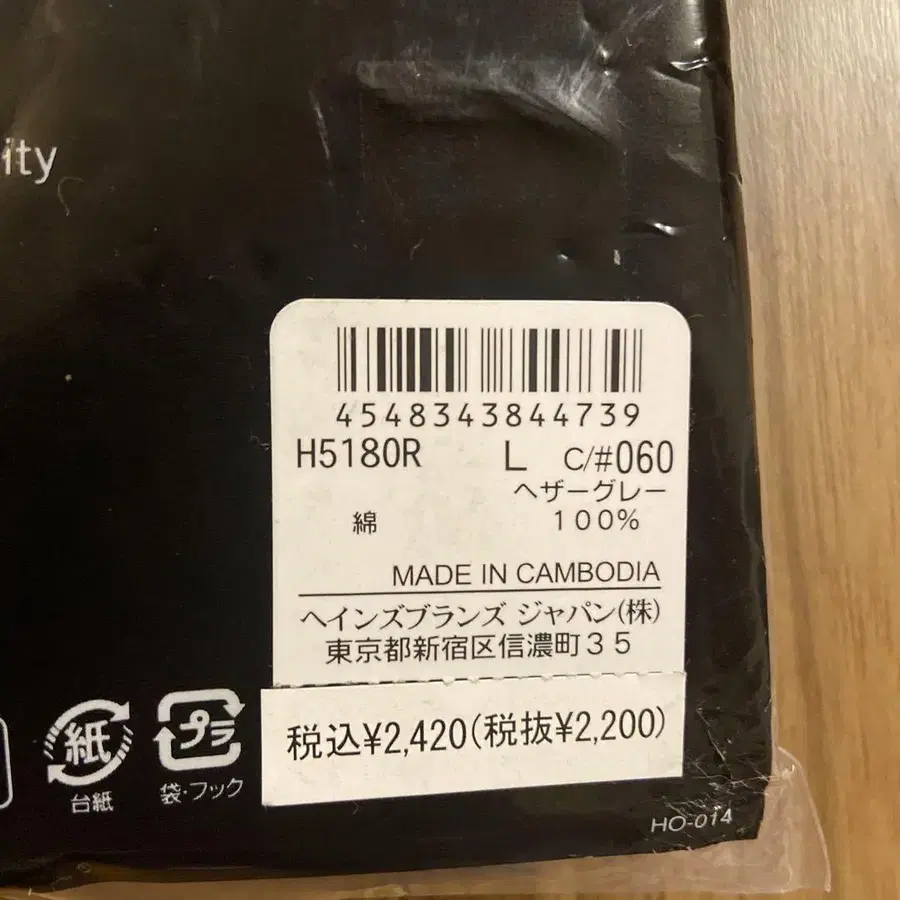 ity
4548343844739
H5180R L C/#060
ヘザーグレー
綿 100%
MADE IN CAMBODIA
ヘインズブランズ ジャパン(株)
東京都新宿区信濃町35
税込¥2,420(税抜¥2,200)
紙
台紙
プラ
袋・フック
HO-014